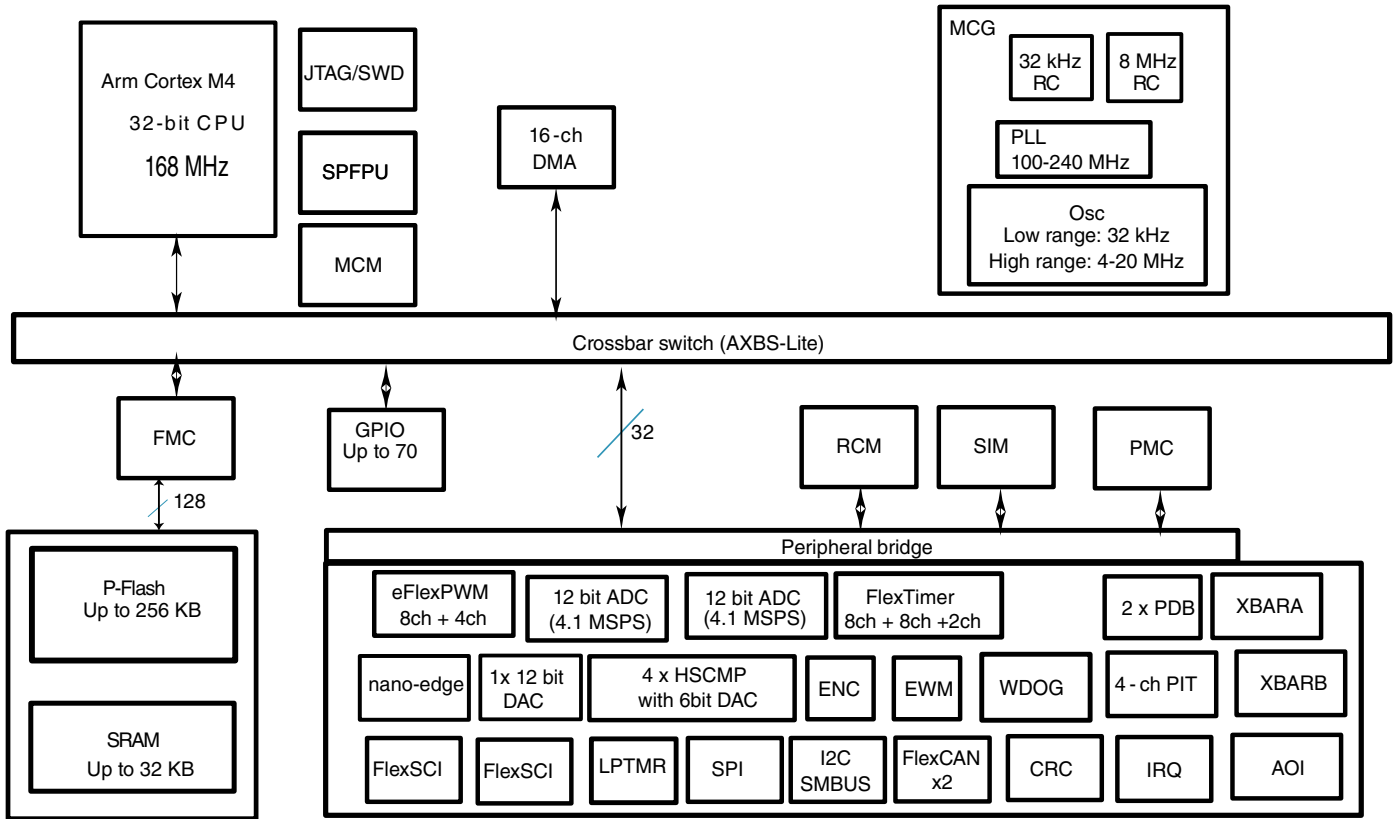 Arm Cortex M4
32-bit CPU
168 MHz
JTAG/SWD
SPFPU
MCM
16-ch
DMA
MCG
32 kHz
RC
8 MHz
RC
PLL
100-240 MHz
Osc
Low range: 32 kHz
High range: 4-20 MHz
Crossbar switch (AXBS-Lite)
FMC
GPIO
Up to 70
32
RCM
SIM
PMC
128
P-Flash
Up to 256 KB
SRAM
Up to 32 KB
Peripheral bridge
eFlexPWM
8ch + 4ch
12 bit ADC
(4.1 MSPS)
12 bit ADC
(4.1 MSPS)
FlexTimer
8ch + 8ch +2ch
2 x PDB
XBARA
nano-edge
1x 12 bit
DAC
4 x HSCMP
with 6bit DAC
ENC
EWM
WDOG
4-ch PIT
XBARB
FlexSCI
FlexSCI
LPTMR
SPI
I2C
SMBUS
FlexCAN
x2
CRC
IRQ
AOI